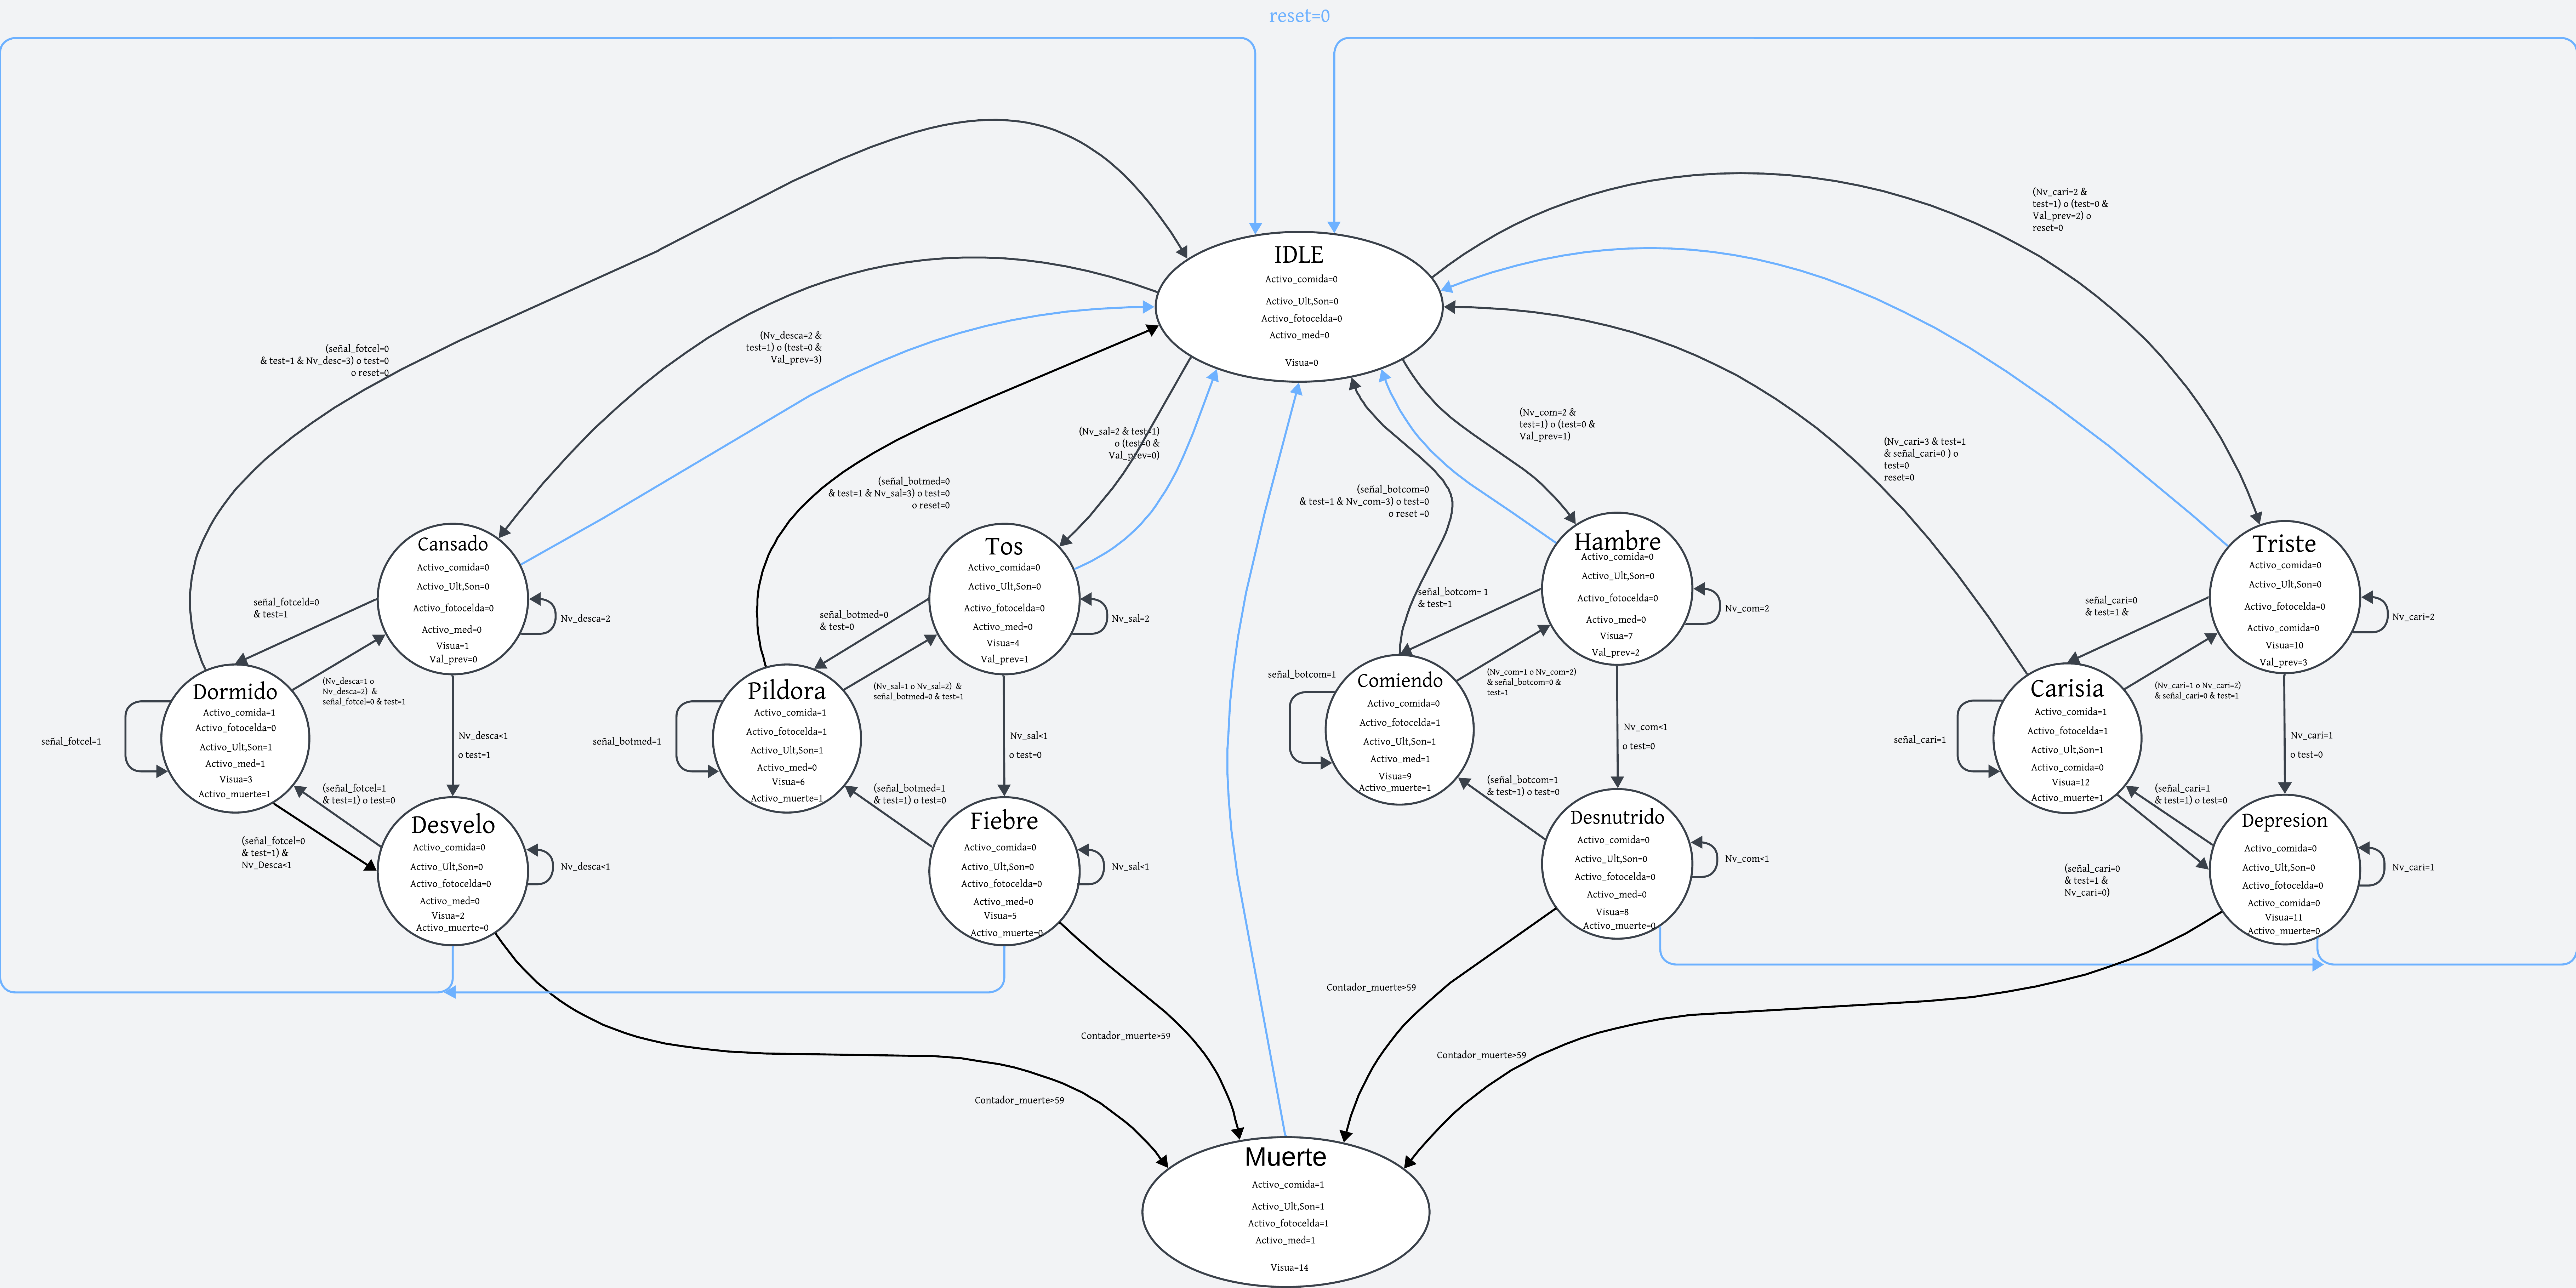 reset=0
IDLE
Activo_comida=0
Activo_Ult,Son=0
Activo_fotocelda=0
Activo_med=0
Visua=0
(Nv_cari=2 &
test=1) o (test=0 &
Val_prev=2) o
reset=0
(señal_fotcel=0
& test=1 & Nv_desc=3) o test=0
o reset=0
(Nv_desca=2 &
test=1) o (test=0 &
Val_prev=3)
(Nv_sal=2 & test=1)
o (test=0 &
Val_prev=0)
(Nv_com=2 &
test=1) o (test=0 &
Val_prev=1)
(Nv_cari=3 & test=1
& señal_cari=0 ) o
test=0
reset=0
(señal_botmed=0
& test=1 & Nv_sal=3) o test=0
o reset=0
(señal_botcom=0
& test=1 & Nv_com=3) o test=0
o reset =0
Cansado
Activo_comida=0
Activo_Ult,Son=0
Activo_fotocelda=0
Activo_med=0
Visua=1
Val_prev=0
Nv_desca=2
señal_fotceld=0
& test=1
Dormido
Activo_comida=1
Activo_fotocelda=0
Activo_Ult,Son=1
Activo_med=1
Visua=3
Activo_muerte=1
señal_fotcel=1
(Nv_desca=1 o
Nv_desca=2)  &
señal_fotcel=0 & test=1
Nv_desca<1
o test=1
(señal_fotcel=1
& test=1) o test=0
(señal_fotcel=0
& test=1) &
Nv_Desca<1
Desvelo
Activo_comida=0
Activo_Ult,Son=0
Activo_fotocelda=0
Activo_med=0
Visua=2
Activo_muerte=0
Nv_desca<1
Tos
Activo_comida=0
Activo_Ult,Son=0
Activo_fotocelda=0
Activo_med=0
Visua=4
Val_prev=1
Nv_sal=2
señal_botmed=0
& test=0
Pildora
Activo_comida=1
Activo_fotocelda=1
Activo_Ult,Son=1
Activo_med=0
Visua=6
Activo_muerte=1
señal_botmed=1
(Nv_sal=1 o Nv_sal=2)  &
señal_botmed=0 & test=1
Nv_sal<1
o test=0
(señal_botmed=1
& test=1) o test=0
Fiebre
Activo_comida=0
Activo_Ult,Son=0
Activo_fotocelda=0
Activo_med=0
Visua=5
Activo_muerte=0
Nv_sal<1
Hambre
Activo_comida=0
Activo_Ult,Son=0
Activo_fotocelda=0
Activo_med=0
Visua=7
Val_prev=2
Nv_com=2
señal_botcom= 1
& test=1
Comiendo
Activo_comida=0
Activo_fotocelda=1
Activo_Ult,Son=1
Activo_med=1
Visua=9
Activo_muerte=1
señal_botcom=1
(Nv_com=1 o Nv_com=2)
& señal_botcom=0 &
test=1
Nv_com<1
o test=0
(señal_botcom=1
& test=1) o test=0
Desnutrido
Activo_comida=0
Activo_Ult,Son=0
Activo_fotocelda=0
Activo_med=0
Visua=8
Activo_muerte=0
Nv_com<1
Triste
Activo_comida=0
Activo_Ult,Son=0
Activo_fotocelda=0
Activo_comida=0
Visua=10
Val_prev=3
Nv_cari=2
señal_cari=0
& test=1 &
Carisia
Activo_comida=1
Activo_fotocelda=1
Activo_Ult,Son=1
Activo_comida=0
Visua=12
Activo_muerte=1
señal_cari=1
(Nv_cari=1 o Nv_cari=2)
& señal_cari=0 & test=1
Nv_cari=1
o test=0
(señal_cari=1
& test=1) o test=0
(señal_cari=0
& test=1 &
Nv_cari=0)
Depresion
Activo_comida=0
Activo_Ult,Son=0
Activo_fotocelda=0
Activo_comida=0
Visua=11
Activo_muerte=0
Nv_cari=1
Contador_muerte>59
Contador_muerte>59
Contador_muerte>59
Contador_muerte>59
Muerte
Activo_comida=1
Activo_Ult,Son=1
Activo_fotocelda=1
Activo_med=1
Visua=14